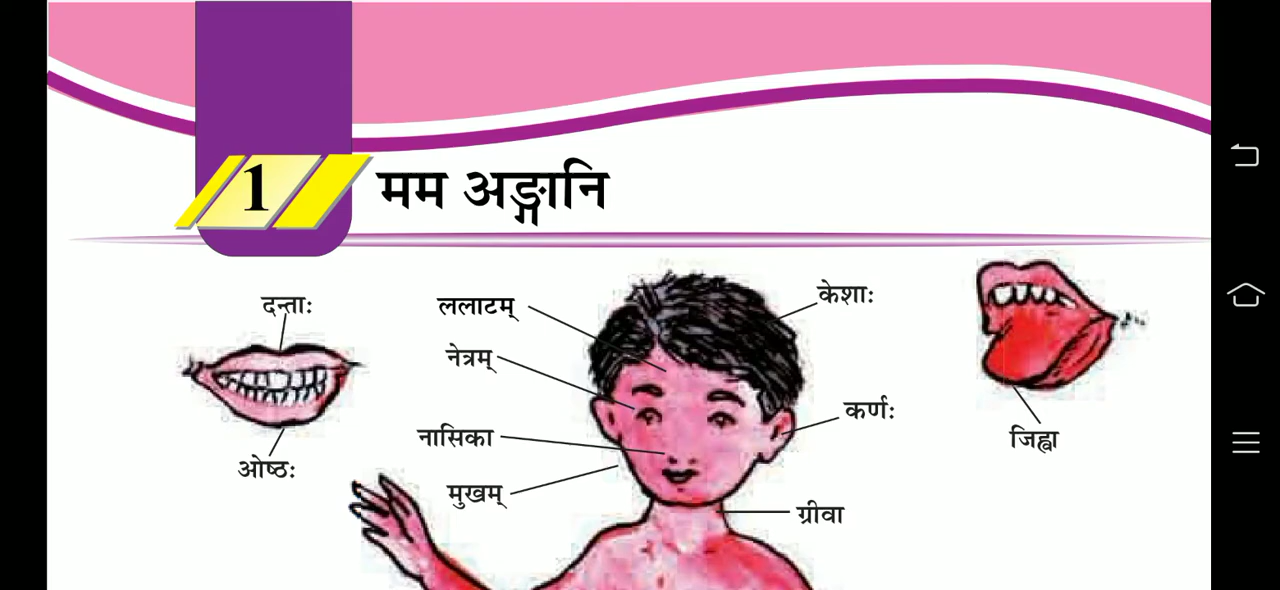 1 मम अङ्गानि
दन्ताः
ललाटम्
केशाः
नेत्रम्
कर्णः
नासिका
जिह्वा
ओष्ठः
मुखम्
ग्रीवा